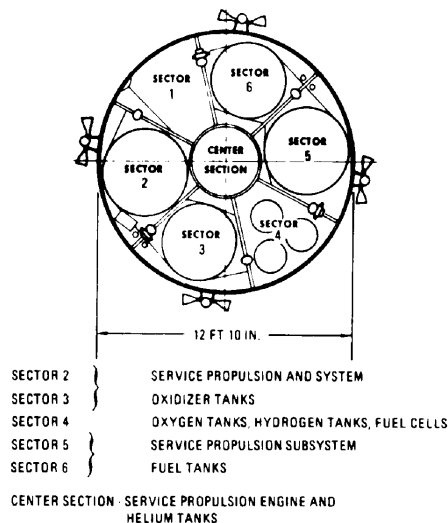 SECTOR 1
SECTOR 6
SECTOR 2
CENTER SECTION
SECTOR 5
SECTOR 3
SECTOR 4
12 FT 10 IN.
SECTOR 2 } SERVICE PROPULSION AND SYSTEM
SECTOR 3 OXIDIZER TANKS
SECTOR 4 OXYGEN TANKS, HYDROGEN TANKS, FUEL CELLS
SECTOR 5 } SERVICE PROPULSION SUBSYSTEM
SECTOR 6 FUEL TANKS
CENTER SECTION - SERVICE PROPULSION ENGINE AND
HELIUM TANKS